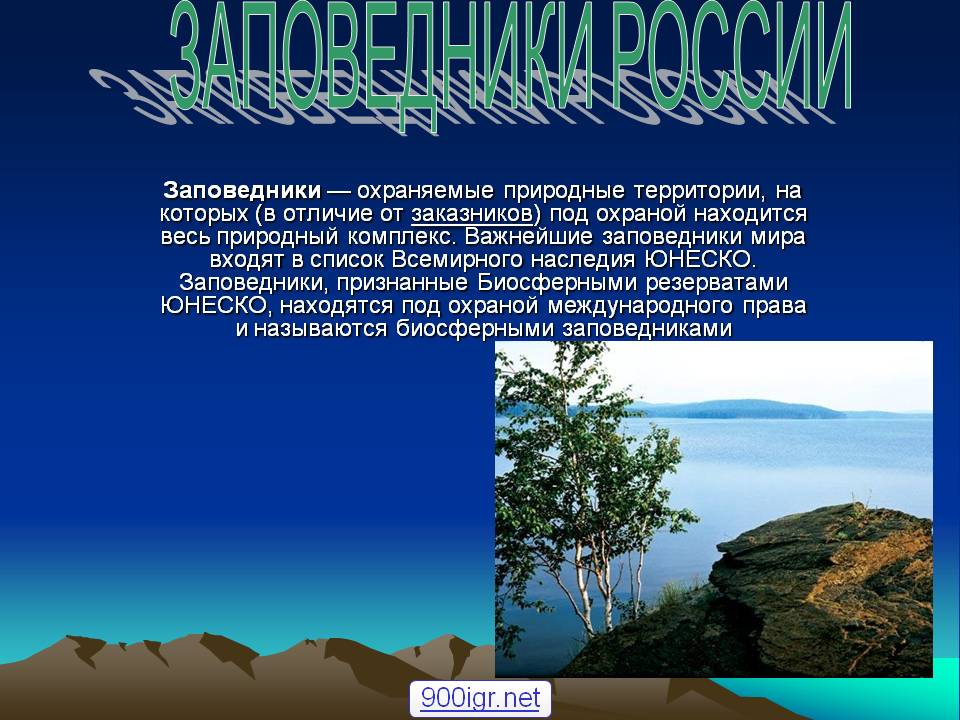 ЗАПОВЕДНИКИ РОССИИ
Заповедники — охраняемые природные территории, на
которых (в отличие от заказников) под охраной находится
весь природный комплекс. Важнейшие заповедники мира
входят в список Всемирного наследия ЮНЕСКО.
Заповедники, признанные Биосферными резерватами
ЮНЕСКО, находятся под охраной международного права
и называются биосферными заповедниками
900igr.net